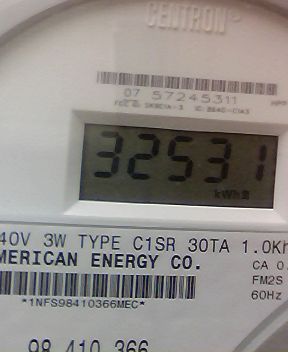 CENTRON
07 57245311
32531
kWh
40V 3W TYPE C1SR 30TA 1.0Kh
MERICAN ENERGY CO.
CA 0.
FM2S
60Hz
*1NFS98410366MEC*
98 410 366